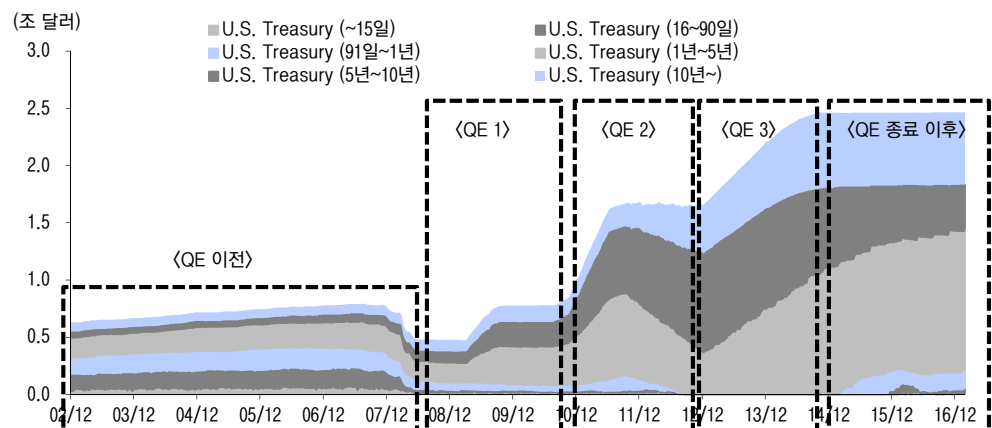 (조 달러)
U.S. Treasury (~15일) U.S. Treasury (16~90일)
U.S. Treasury (91일~1년) U.S. Treasury (1년~5년)
U.S. Treasury (5년~10년) U.S. Treasury (10년~)
3.0
2.5
2.0
1.5
1.0
0.5
0.0
〈QE 이전〉
〈QE 1〉
〈QE 2〉
〈QE 3〉
〈QE 종료 이후〉
02/12 03/12 04/12 05/12 06/12 07/12 08/12 09/12 10/12 11/12 12/12 13/12 14/12 15/12 16/12